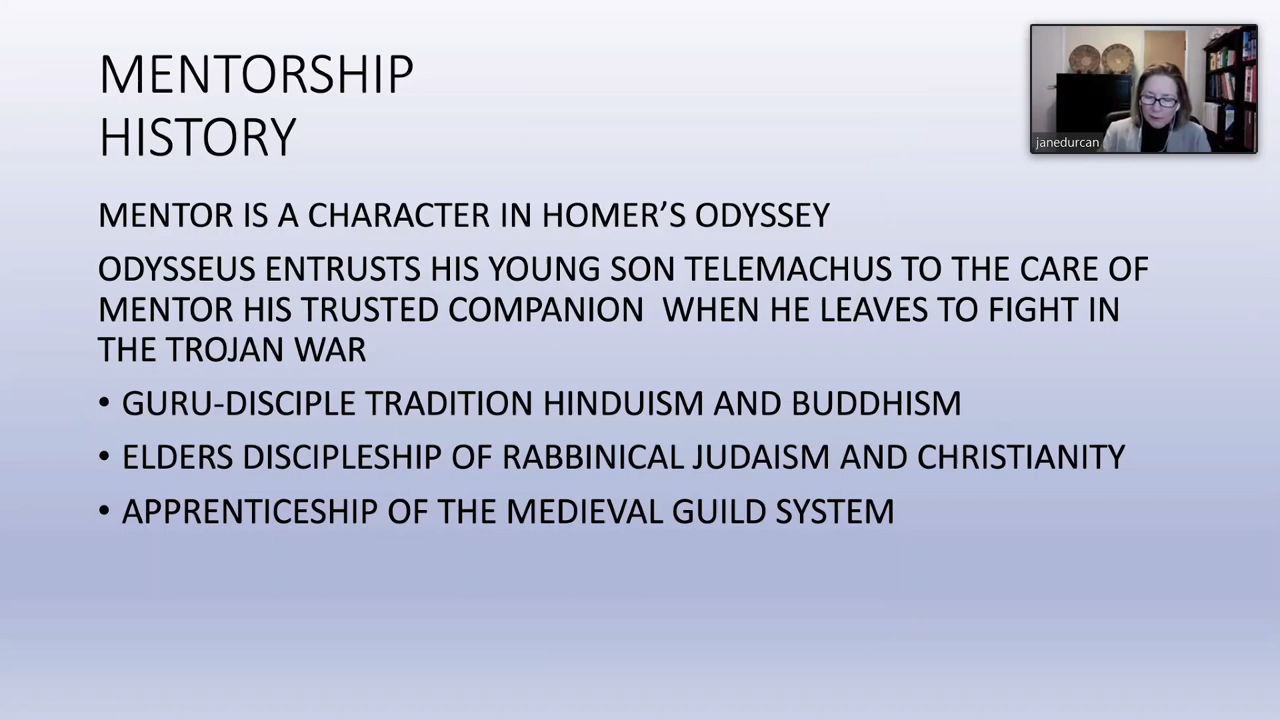 MENTORSHIP
HISTORY
janedurcan
MENTOR IS A CHARACTER IN HOMER’S ODYSSEY
ODYSSEUS ENTRUSTS HIS YOUNG SON TELEMACHUS TO THE CARE OF
MENTOR HIS TRUSTED COMPANION  WHEN HE LEAVES TO FIGHT IN
THE TROJAN WAR
• GURU-DISCIPLE TRADITION HINDUISM AND BUDDHISM
• ELDERS DISCIPLESHIP OF RABBINICAL JUDAISM AND CHRISTIANITY
• APPRENTICESHIP OF THE MEDIEVAL GUILD SYSTEM